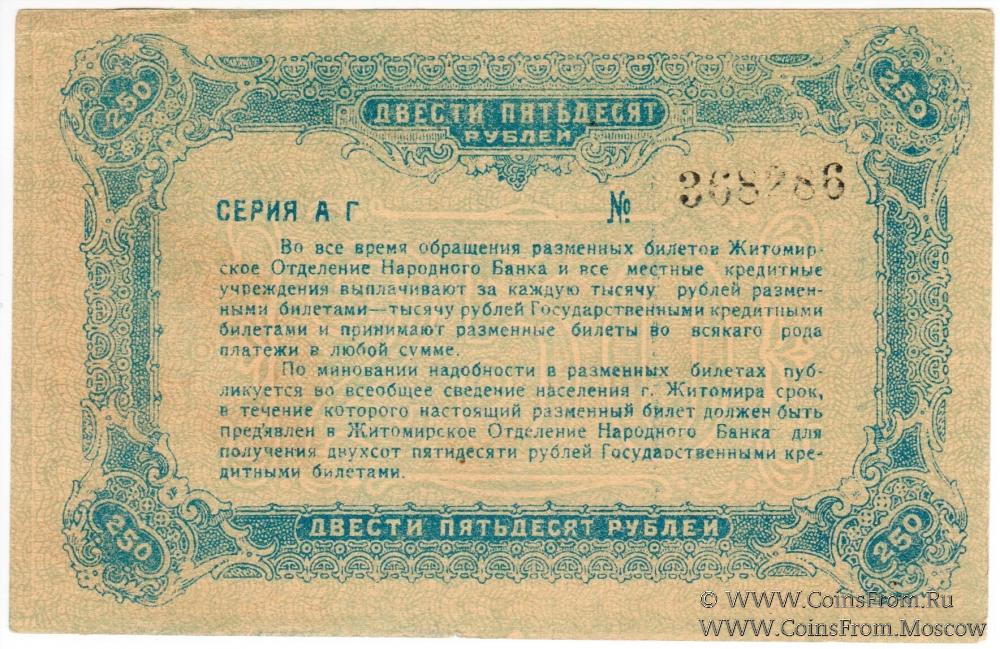 250
250
ДВЕСТИ ПЯТЬДЕСЯТ
РУБЛЕЙ
СЕРИЯ А Г № 368286
Во все время обращения разменных билетов Житомир-
ское Отделение Народного Банка и все местные кредитные
учреждения выплачивают за каждую тысячу рублей размен-
ными билетами—тысячу рублей Государственными кредитными
билетами и принимают разменные билеты во всякаго рода
платежи в любой сумме.
По миновании надобности в разменных билетах пуб-
ликуется во всеобщее сведение населения г. Житомира срок,
в течение которого настоящий разменный билет должен быть
пред'явлен в Житомирское Отделение Народного Банка для
получения двухсот пятидесяти рублей Государственными кре-
дитными билетами.
250
ДВЕСТИ ПЯТЬДЕСЯТ РУБЛЕЙ
250
© WWW.CoinsFrom.Ru
WWW.CoinsFrom.Moscow